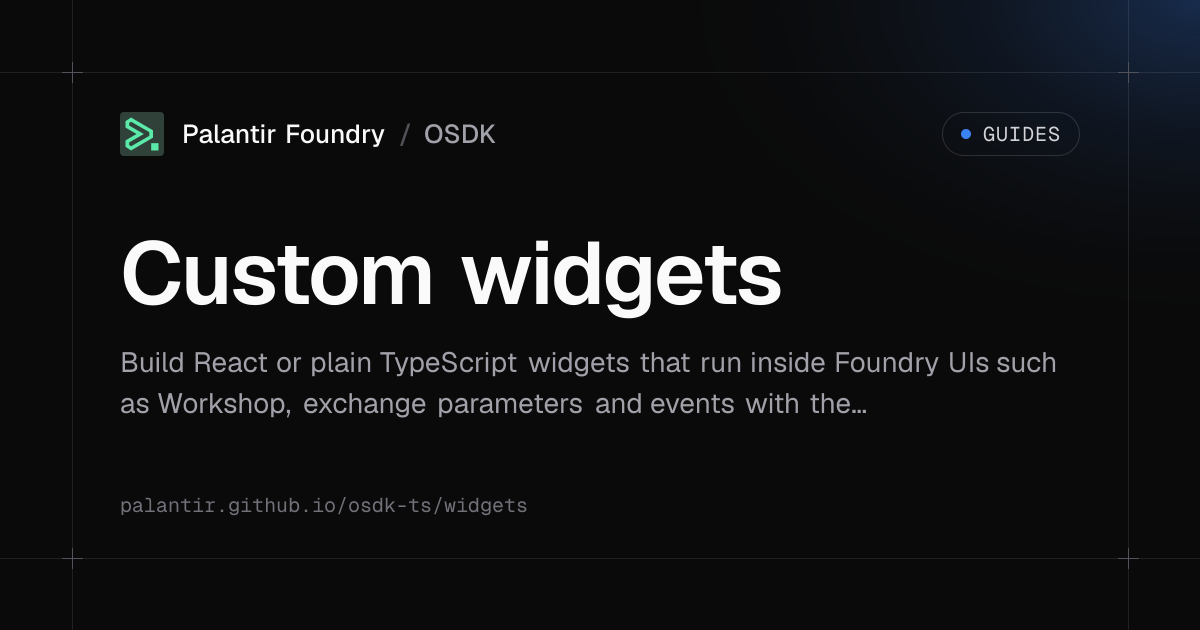 Palantir Foundry / OSDK
GUIDES
Custom widgets
Build React or plain TypeScript widgets that run inside Foundry UIs such
as Workshop, exchange parameters and events with the…
palantir.github.io/osdk-ts/widgets